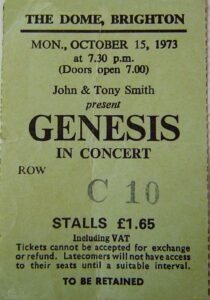 THE DOME, BRIGHTON
MON., OCTOBER 15, 1973
at 7.30 p.m.
(Doors open 7.00)
John & Tony Smith
present
GENESIS
IN CONCERT
ROW
C 10
STALLS £1.65
Including VAT
Tickets cannot be accepted for exchange
or refund. Latecomers will not have access
to their seats until a suitable interval.
TO BE RETAINED